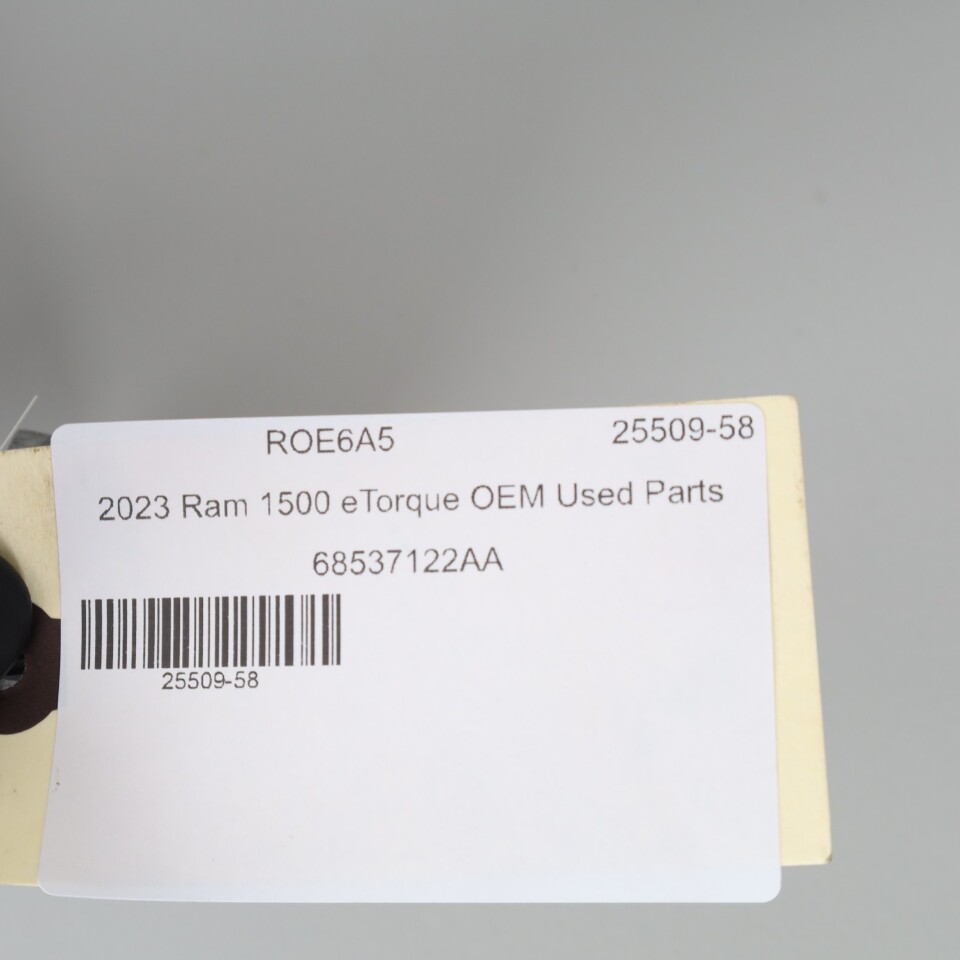 ROE6A5 25509-58
2023 Ram 1500 eTorque OEM Used Parts
68537122AA
25509-58